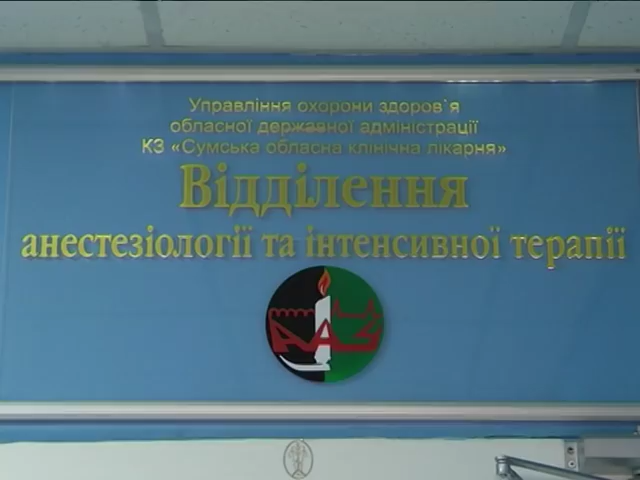 Управління охорони здоров`я
обласної державної адміністрації
КЗ «Сумська обласна клінічна лікарня»
Відділення
анестезіології та інтенсивної терапії